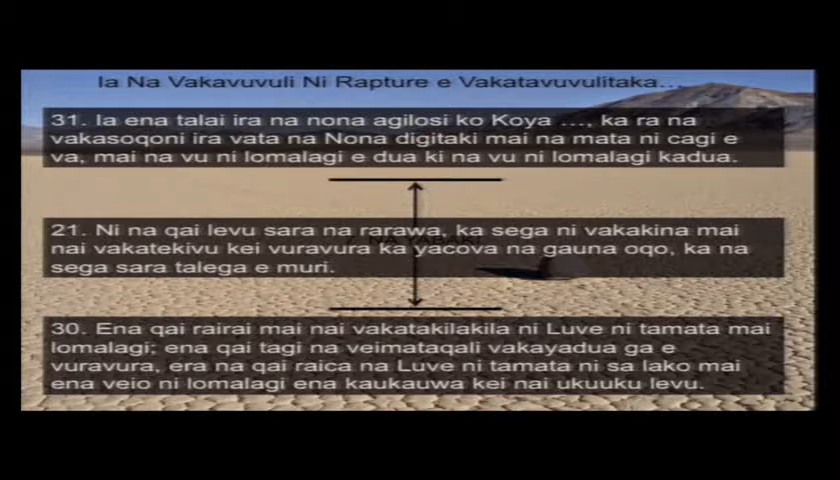 Ia Na Vakavuvuli Ni Rapture e Vakatavuvulitaka...
31. Ia ena talai ira na nona agilosi ko Koya ...., ka ra na
vakasoqoni ira vata na Nona digitaki mai na mata ni cagi e
va, mai na vu ni lomalagi e dua ki na vu ni lomalagi kadua.
21. Ni na qai levu sara na rarawa, ka sega ni vakakina mai
nai vakatekivu kei vuravura ka yacova na gauna oqo, ka na
sega sara talega e muri.
30. Ena qai rairai mai nai vakatakilakila ni Luve ni tamata mai
lomalagi; ena qai tagi na veimataqali vakayadua ga e
vuravura, era na qai raica na Luve ni tamata ni sa lako mai
ena veio ni lomalagi ena kaukauwa kei nai ukuuku levu.